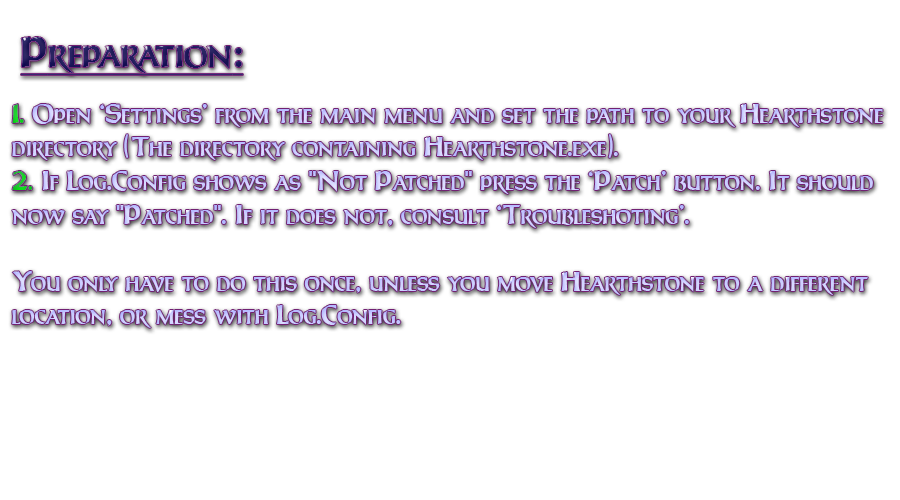 Preparation:
1. Open 'Settings' from the main menu and set the path to your Hearthstone
directory (The directory containing Hearthstone.exe).
2. If Log.Config shows as "Not Patched" press the 'Patch' button. It should
now say "Patched". If it does not, consult 'Troubleshoting'.
You only have to do this once, unless you move Hearthstone to a different
location, or mess with Log.Config.